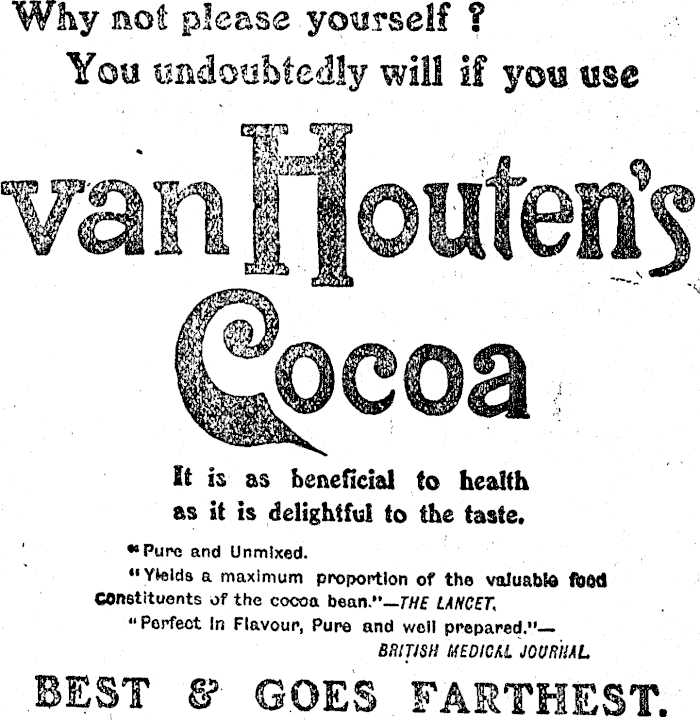 Why not please yourself ?
You undoubtedly will if you use
van Houten's
Cocoa
It is as beneficial to health
as it is delightful to the taste.
"Pure and Unmixed.
"Yields a maximum proportion of the valuable food
constituents of the cocoa bean."—THE LANCET.
"Perfect in Flavour, Pure and well prepared."—
BRITISH MEDICAL JOURNAL.
BEST & GOES FARTHEST.